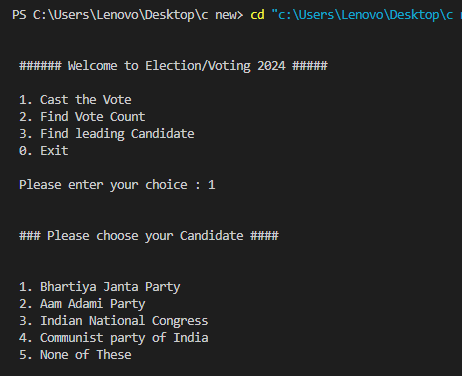 PS C:\Users\Lenovo\Desktop\c new> cd "c:\Users\Lenovo\Desktop\c
###### Welcome to Election/Voting 2024 #####
1. Cast the Vote
2. Find Vote Count
3. Find leading Candidate
0. Exit
Please enter your choice : 1
### Please choose your Candidate ####
1. Bhartiya Janta Party
2. Aam Adami Party
3. Indian National Congress
4. Communist party of India
5. None of These